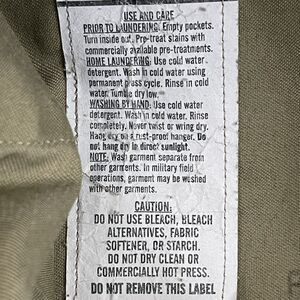 USE AND CARE
PRIOR TO LAUNDERING: Empty pockets.
Turn inside out. Pre-treat stains with
commercially available pre-treatments.
HOME LAUNDERING: Use cold water
detergent. Wash in cold water using
permanent press cycle. Rinse in cold
water. Tumble dry low.
WASHING BY HAND: Use cold water
detergent. Wash in cold water. Rinse
completely. Never twist or wring dry.
Hang dry on a rust-proof hanger. Do
not hang dry in direct sunlight.
NOTE: Wash garment separate from
other garments. In military field
operations, garment may be washed
with other garments.
CAUTION:
DO NOT USE BLEACH, BLEACH
ALTERNATIVES, FABRIC
SOFTENER, OR STARCH.
DO NOT DRY CLEAN OR
COMMERCIALLY HOT PRESS.
DO NOT REMOVE THIS LABEL